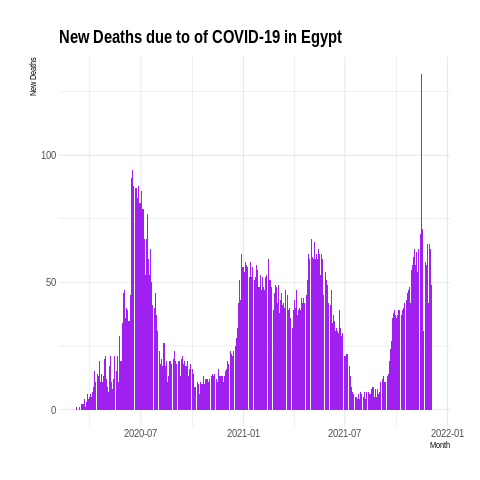 New Deaths due to of COVID-19 in Egypt
New Deaths
100
50
0
2020-07 2021-01 2021-07 2022-01
Month